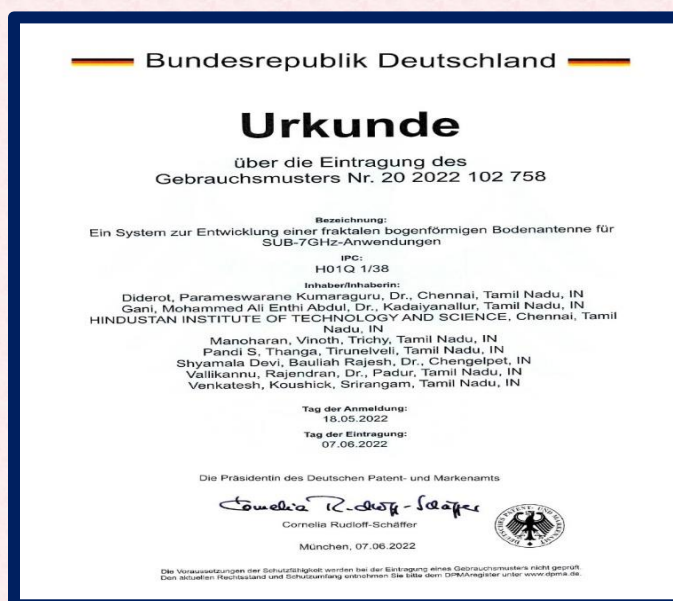 Bundesrepublik Deutschland
Urkunde
über die Eintragung des
Gebrauchsmusters Nr. 20 2022 102 758
Bezeichnung:
Ein System zur Entwicklung einer fraktalen bogenförmigen Bodenantenne für
SUB-7GHz-Anwendungen
IPC:
H01Q 1/38
Inhaber/Inhaberin:
Diderot, Parameswarane Kumaraguru, Dr., Chennai, Tamil Nadu, IN
Gani, Mohammed Ali Enthi Abdul, Dr., Kadaiyanallur, Tamil Nadu, IN
HINDUSTAN INSTITUTE OF TECHNOLOGY AND SCIENCE, Chennai, Tamil
Nadu, IN
Manoharan, Vinoth, Trichy, Tamil Nadu, IN
Pandi S, Thanga, Tirunelveli, Tamil Nadu, IN
Shyamala Devi, Bauliah Rajesh, Dr., Chengelpet, IN
Vallikannu, Rajendran, Dr., Padur, Tamil Nadu, IN
Venkatesh, Koushick, Srirangam, Tamil Nadu, IN
Tag der Anmeldung:
18.05.2022
Tag der Eintragung:
07.06.2022
Die Präsidentin des Deutschen Patent- und Markenamts
Cornelia Rudloff-Schäffer
Cornelia Rudloff-Schäffer
DEUTSCHES PATENT- UND MARKENAMT
München, 07.06.2022
Die Voraussetzungen der Schutzfähigkeit werden bei der Eintragung eines Gebrauchsmusters nicht geprüft.
Den aktuellen Rechtsstand und Schutzumfang entnehmen Sie bitte dem DPMAregister unter www.dpma.de.